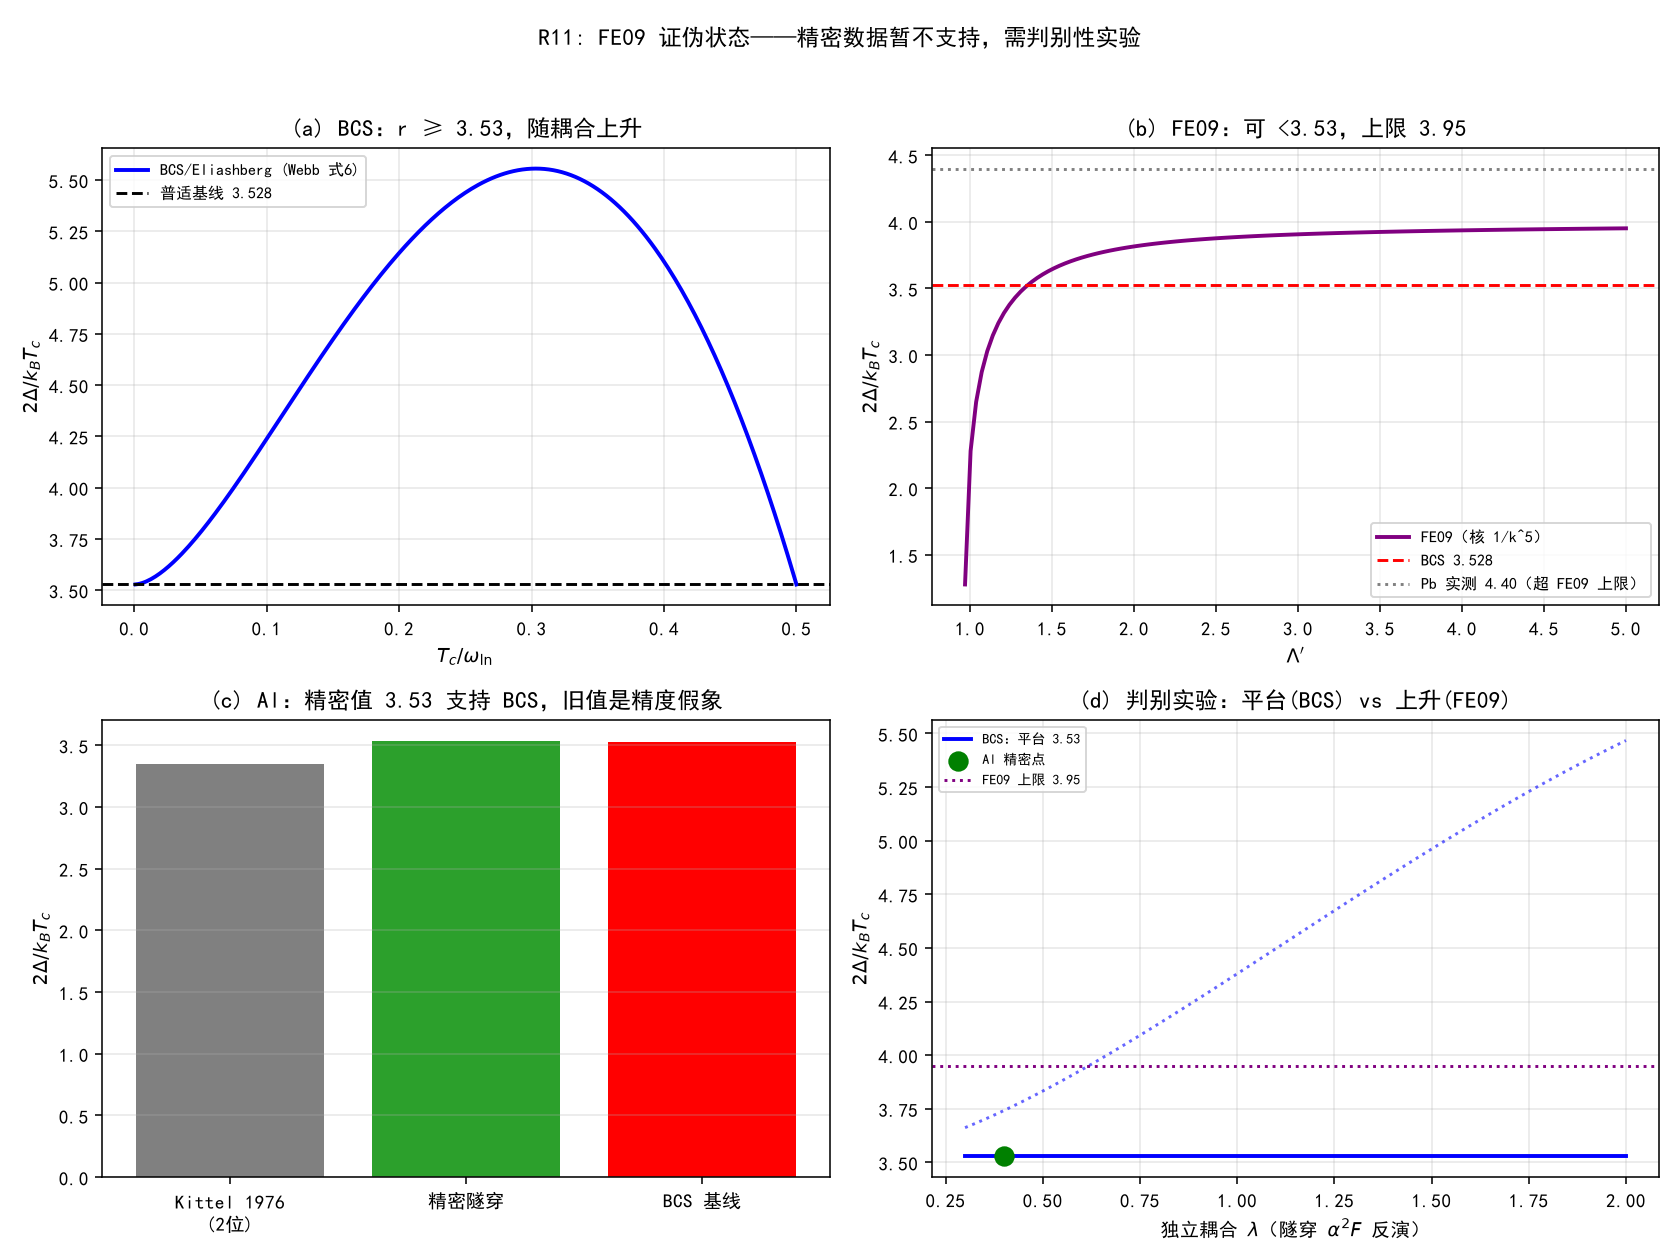 R11: FE09 证伪状态——精密数据暂不支持，需判别性实验
(a) BCS：r ≥ 3.53，随耦合上升
2Δ/k_BT_c
5.50
5.25
5.00
4.75
4.50
4.25
4.00
3.75
3.50
BCS/Eliashberg (Webb 式6)
普适基线 3.528
0.0 0.1 0.2 0.3 0.4 0.5
T_c/ω_ln
(b) FE09：可 <3.53，上限 3.95
2Δ/k_BT_c
4.5
4.0
3.5
3.0
2.5
2.0
1.5
FE09（核 1/k^5）
BCS 3.528
Pb 实测 4.40（超 FE09 上限）
1.0 1.5 2.0 2.5 3.0 3.5 4.0 4.5 5.0
Λ′
(c) Al：精密值 3.53 支持 BCS，旧值是精度假象
2Δ/k_BT_c
3.5
3.0
2.5
2.0
1.5
1.0
0.5
0.0
Kittel 1976
(2位)
精密隧穿
BCS 基线
(d) 判别实验：平台(BCS) vs 上升(FE09)
2Δ/k_BT_c
5.50
5.25
5.00
4.75
4.50
4.25
4.00
3.75
3.50
BCS：平台 3.53
Al 精密点
FE09 上限 3.95
0.25 0.50 0.75 1.00 1.25 1.50 1.75 2.00
独立耦合 λ（隧穿 α²F 反演）